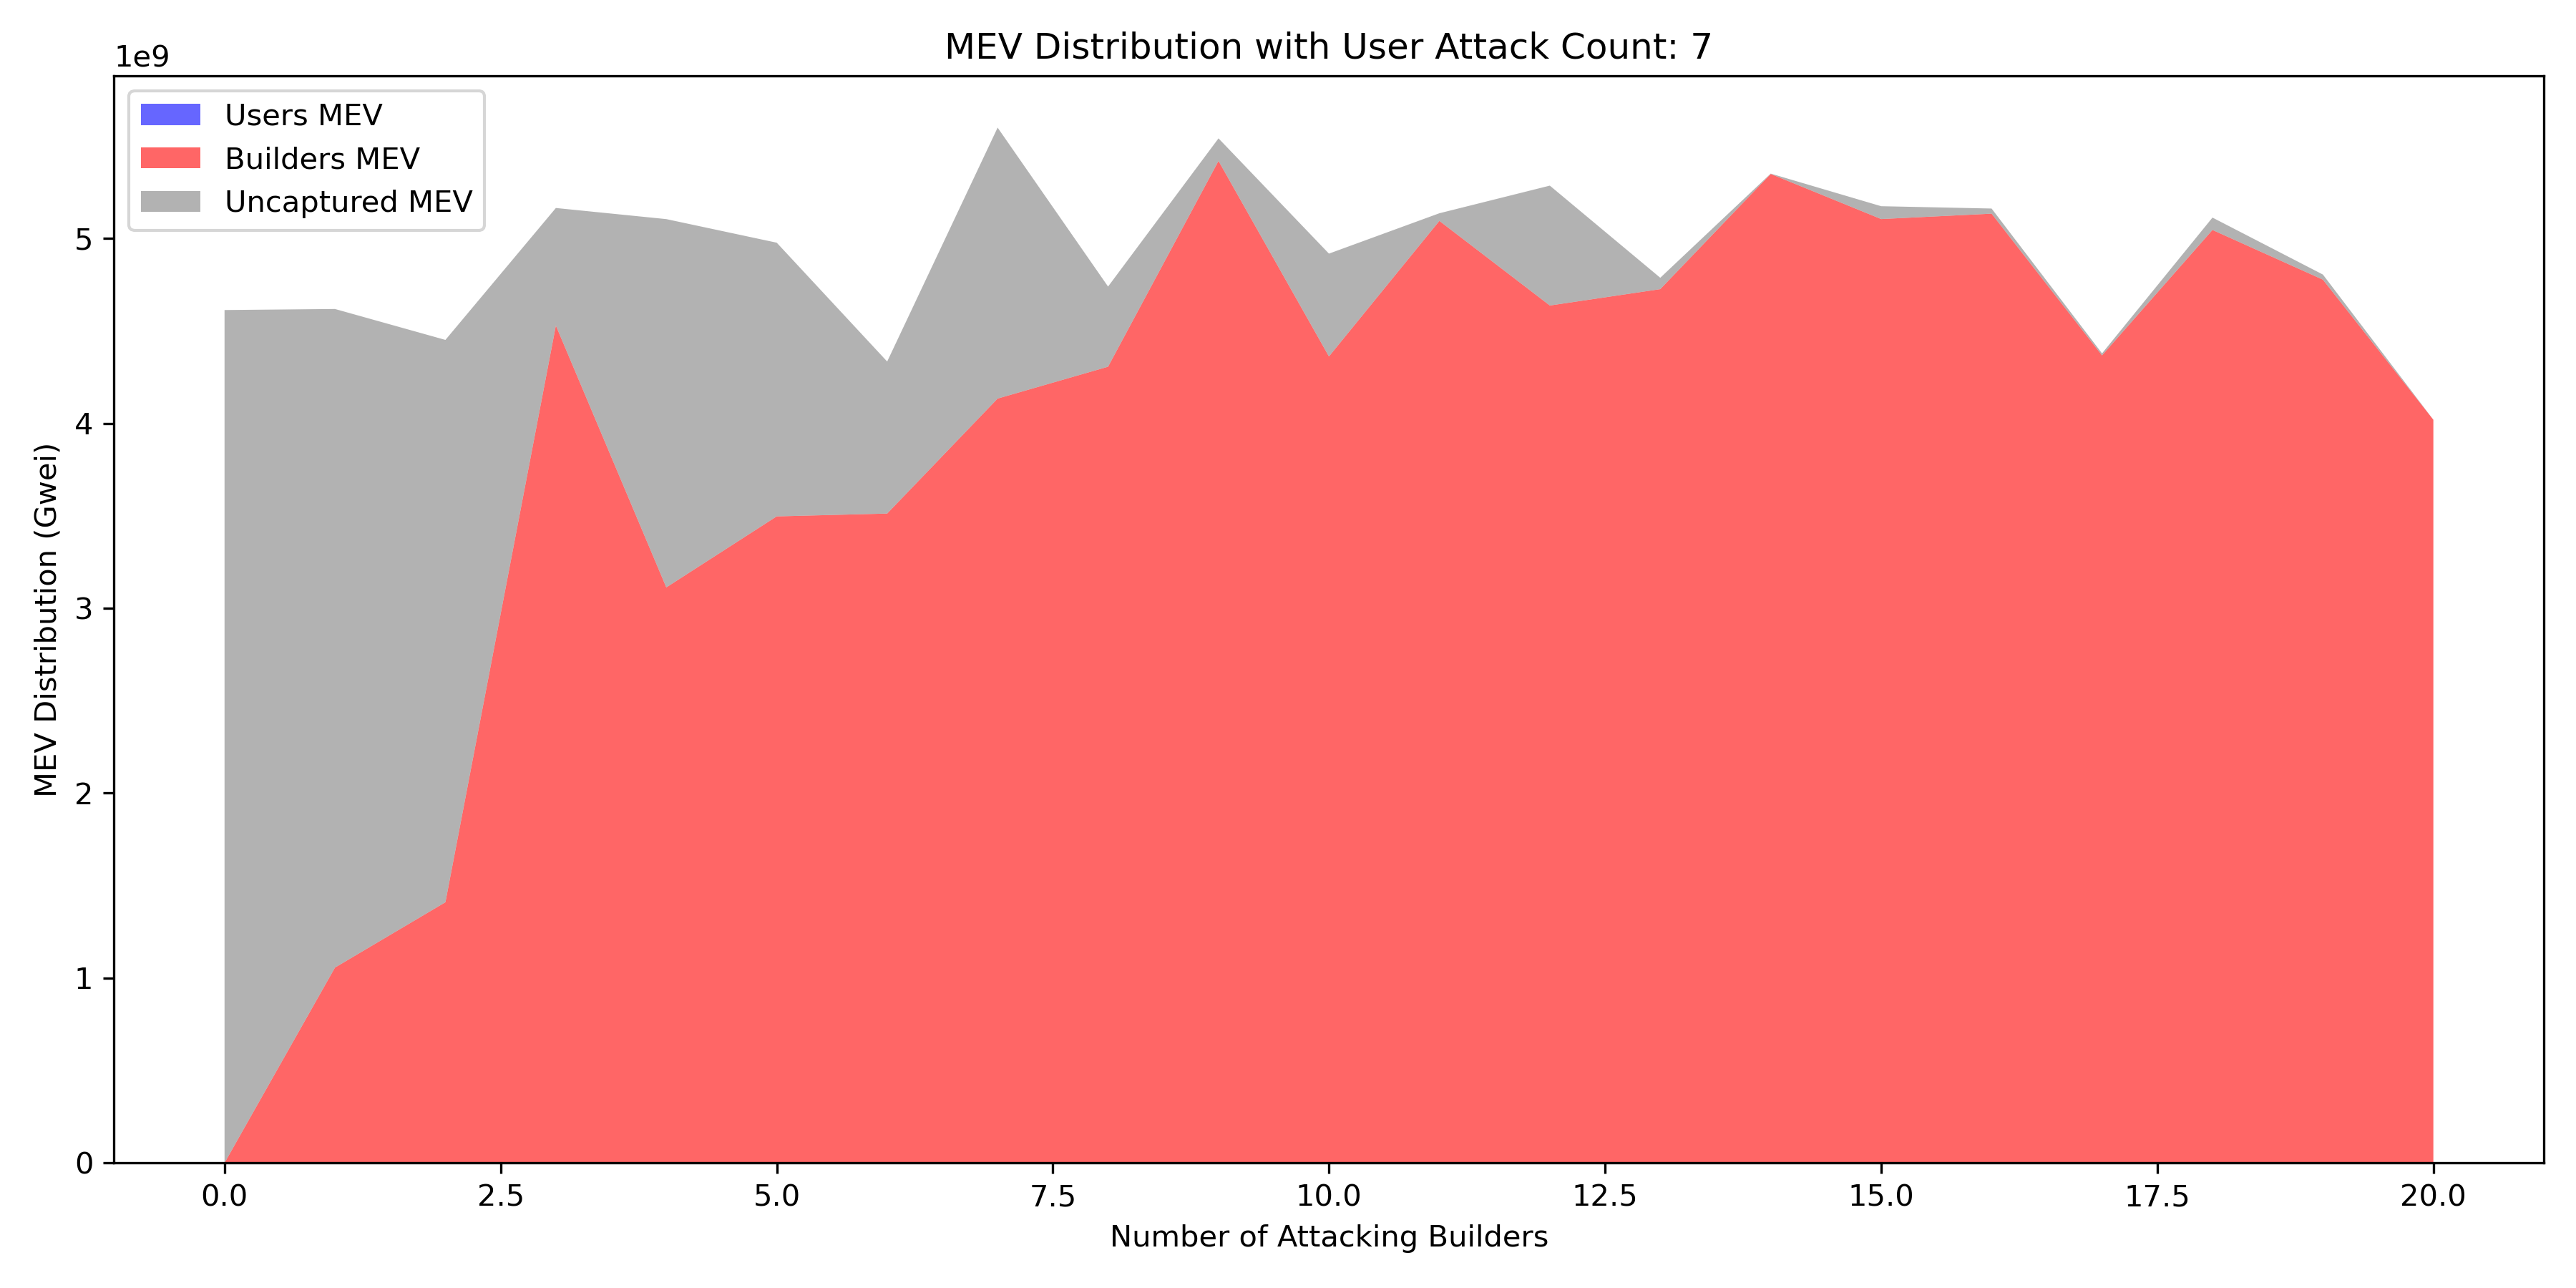 MEV Distribution with User Attack Count: 7
1e9
Users MEV
Builders MEV
Uncaptured MEV
5
4
3
2
1
0
MEV Distribution (Gwei)
0.0 2.5 5.0 7.5 10.0 12.5 15.0 17.5 20.0
Number of Attacking Builders